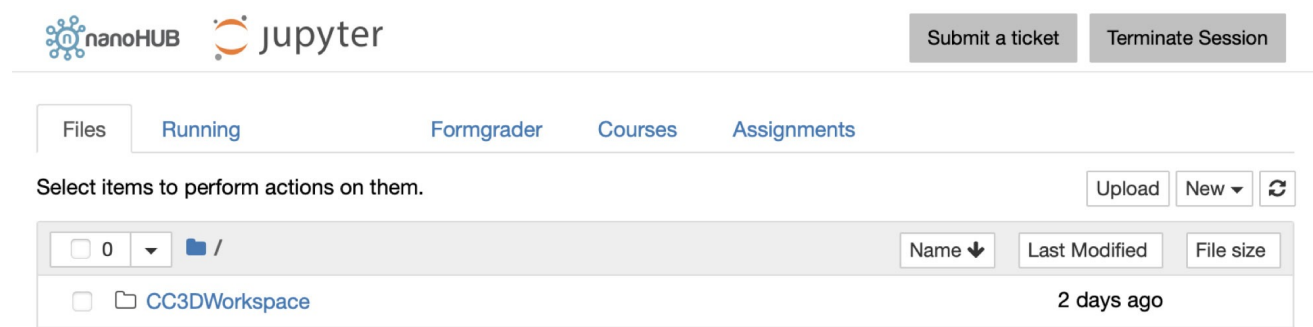 nanoHUB jupyter Submit a ticket Terminate Session
Files Running Formgrader Courses Assignments
Select items to perform actions on them. Upload New
0 / Name Last Modified File size
CC3DWorkspace 2 days ago